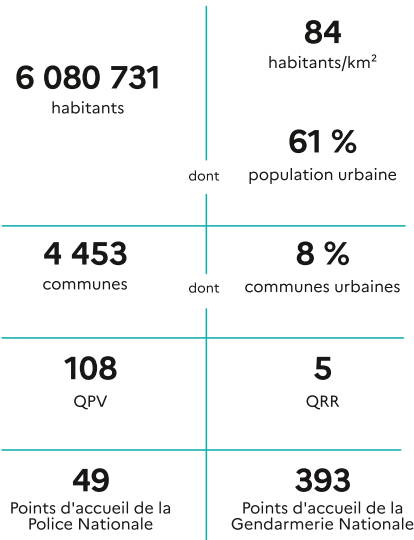 6 080 731
habitants
84
habitants/km²
dont
61 %
population urbaine
4 453
communes
dont
8 %
communes urbaines
108
QPV
5
QRR
49
Points d'accueil de la
Police Nationale
393
Points d'accueil de la
Gendarmerie Nationale